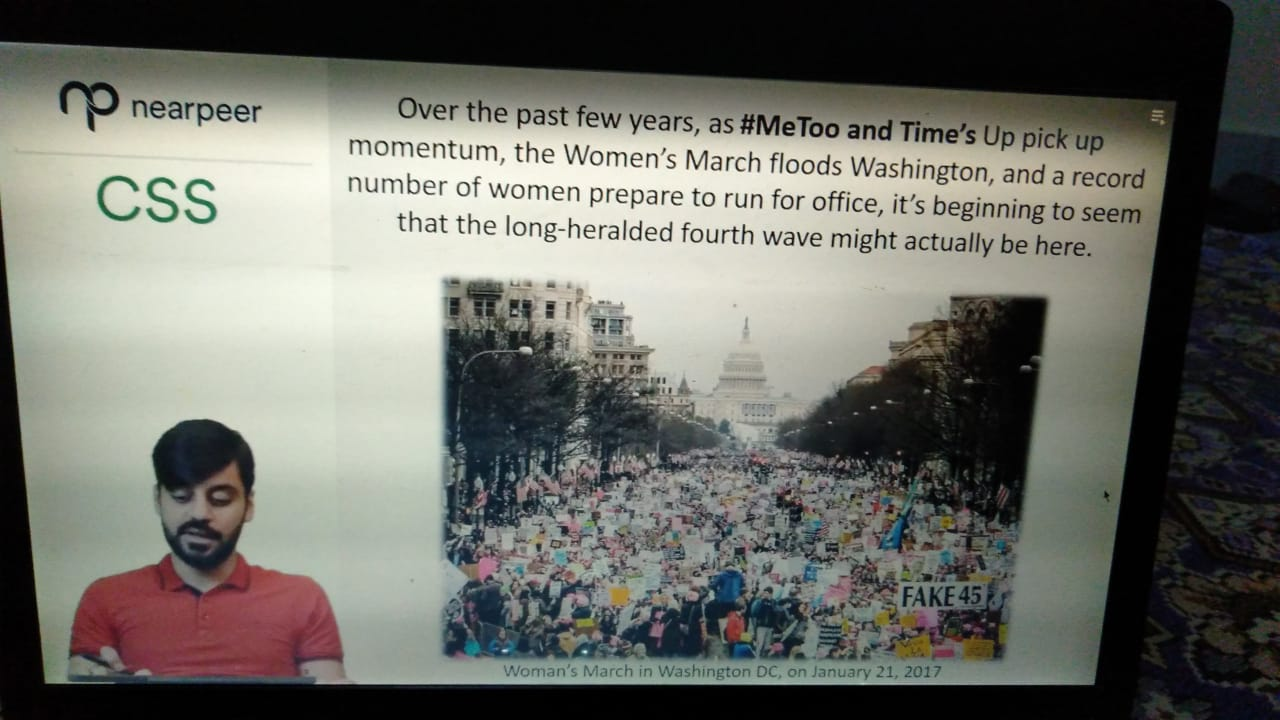 nearpeer
CSS
Over the past few years, as #MeToo and Time's Up pick up
momentum, the Women's March floods Washington, and a record
number of women prepare to run for office, it's beginning to seem
that the long-heralded fourth wave might actually be here.
FAKE 45
Woman's March in Washington DC, on January 21, 2017